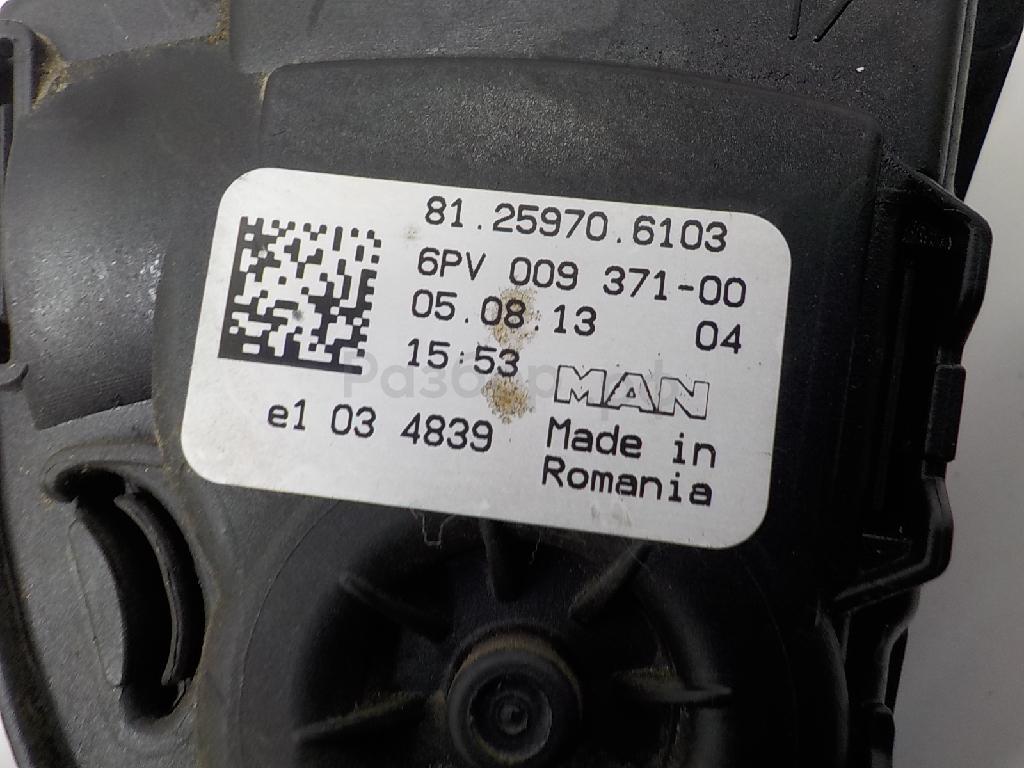 81.25970.6103
6PV 009 371-00
05.08.13 04
15:53
MAN
e1 03 4839
Made in
Romania